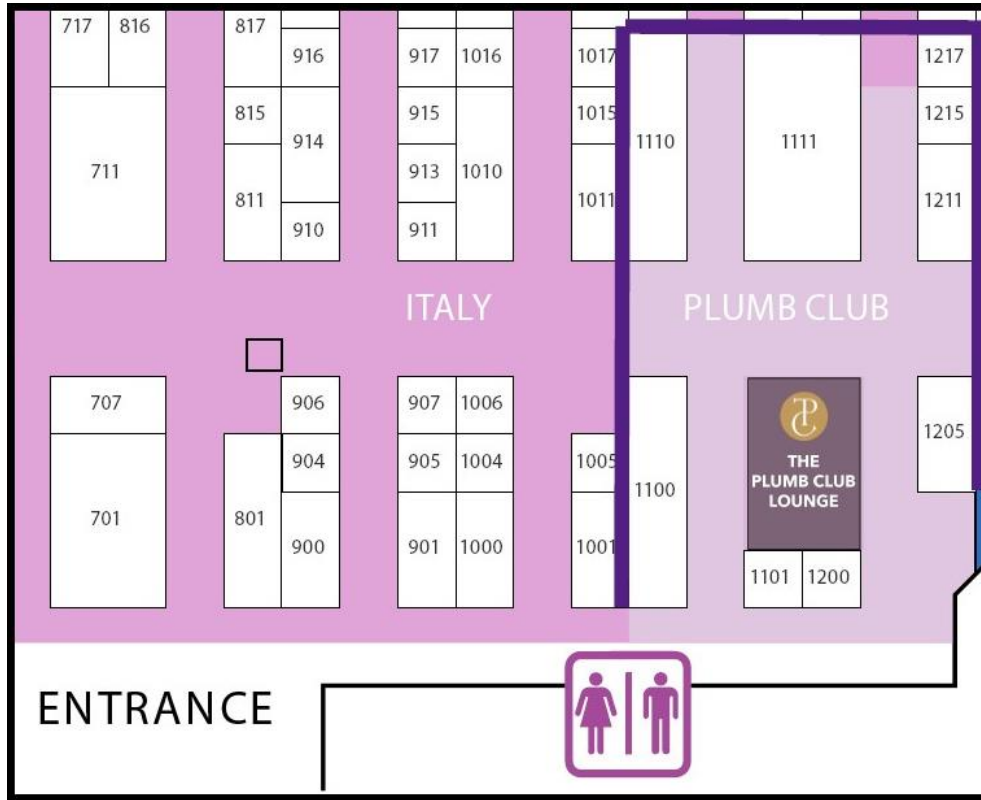 717 816 817
916 917 1016 1017 1217
815 915 1015 1215
914 1110 1111
711 913 1010
811 1011 1211
910 911
ITALY PLUMB CLUB
707 906 907 1006
TPC
1205
904 905 1004 1005 THE
PLUMB CLUB
1100
LOUNGE
701 801
900 901 1000 1001
1101 1200
ENTRANCE